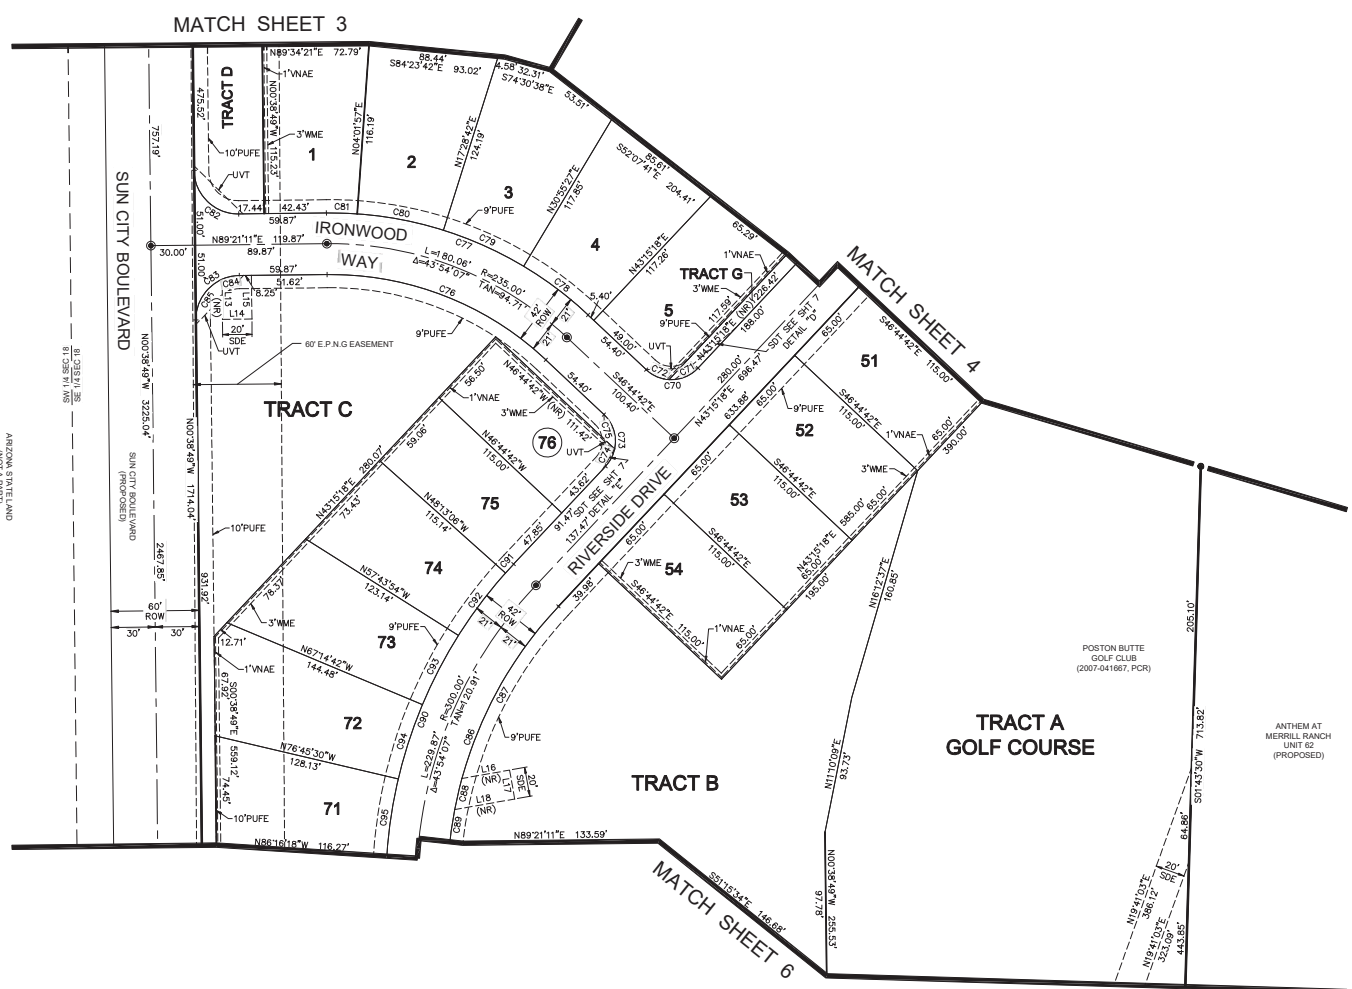 MATCH SHEET 3
N89°34'21"E 72.79'
88.44'
S84°23'42"E 93.02'
4.58' 32.31'
S74°30'38"E
53.51'
TRACT D
475.52'
757.19'
1'VNAE
N00°38'49"W 115.23'
3'WME
10'PUFE
UVT
1
N04°01'57"E
116.19'
2
N17°28'42"E
124.19'
3
N30°55'27"E
117.85'
S52°07'41"E 204.41'
85.61'
4
N43°15'18"E
117.26'
65.29'
TRACT G
1'VNAE
3'WME
117.59'
226.42'
N43°15'18"E (NR)
188.00'
5
9'PUFE
UVT
SDT SEE SHT 7
DETAIL "D"
MATCH SHEET 4
SUN CITY BOULEVARD
C82
17.44'
42.43'
C81
59.87'
C80
9'PUFE
C77
C79
51.00'
51.00'
N89°21'11"E 119.87'
30.00'
89.87'
IRONWOOD
WAY
L=180.06'
Δ=43°54'07"
R=235.00'
TAN=94.71'
C78
5.40'
42'
ROW
21'
21'
49.00'
54.40'
C72
C71
C70
59.87'
51.62'
C83
C84
8.25'
C85
(NR)
L13
L15
L14
20'
SDE
UVT
C76
9'PUFE
60' E.P.N.G EASEMENT
TRACT C
56.50'
N46°44'42"W (NR) 111.42'
3'WME
1'VNAE
54.40'
S46°44'42"E
100.40'
C75
C73
C74
UVT
76
N46°44'42"W
115.00'
59.06'
280.07'
N43°15'18"E
73.43'
75
N48°13'06"W
115.14'
43.62'
91.47'
SDT SEE SHT 7
137.47'
DETAIL "E"
47.85'
C91
RIVERSIDE DRIVE
280.00'
696.47'
N43°15'18"E
633.88'
65.00'
65.00'
65.00'
65.00'
9'PUFE
S46°44'42"E 115.00'
51
S46°44'42"E
115.00'
52
S46°44'42"E
115.00'
53
S46°44'42"E
115.00'
54
S46°44'42"E 115.00'
1'VNAE
3'WME
65.00'
390.00'
65.00'
585.00'
N43°15'18"E
65.00'
195.00'
65.00'
3'WME
1'VNAE
39.98'
74
N57°43'54"W
123.14'
C92
42'
ROW
21'
21'
9'PUFE
73
78.37'
3'WME
12.71'
1'VNAE
N67°14'42"W
144.48'
C93
R=300.00'
TAN=120.91'
L=229.87'
Δ=43°54'07"
C87
C86
9'PUFE
72
67.92'
S00°38'49"E 559.12'
74.45'
N76°45'30"W
128.13'
C90
C94
71
10'PUFE
N86°16'18"W 116.27'
C95
C88
C89
L16
(NR)
L17
20'
SDE
L18
(NR)
N89°21'11"E 133.59'
TRACT B
S51°15'34"E 146.68'
MATCH SHEET 6
N16°12'37"E
160.85'
N11°10'09"E
93.73'
N00°38'49"W 255.53'
97.78'
TRACT A
GOLF COURSE
POSTON BUTTE
GOLF CLUB
(2007-041667, PCR)
205.10'
S01°43'30"W 713.82'
64.86'
20'
SDE
N19°41'03"E
386.12'
N19°41'03"E
323.09'
443.85'
ANTHEM AT
MERRILL RANCH
UNIT 62
(PROPOSED)
SW 1/4 SEC 18
SE 1/4 SEC 18
N00°38'49"W 3225.04'
SUN CITY BOULEVARD
(PROPOSED)
2467.85'
N00°38'49"W 1714.04'
931.92'
10'PUFE
60'
ROW
30'
30'
ARIZONA STATE LAND
(NOT A PART)